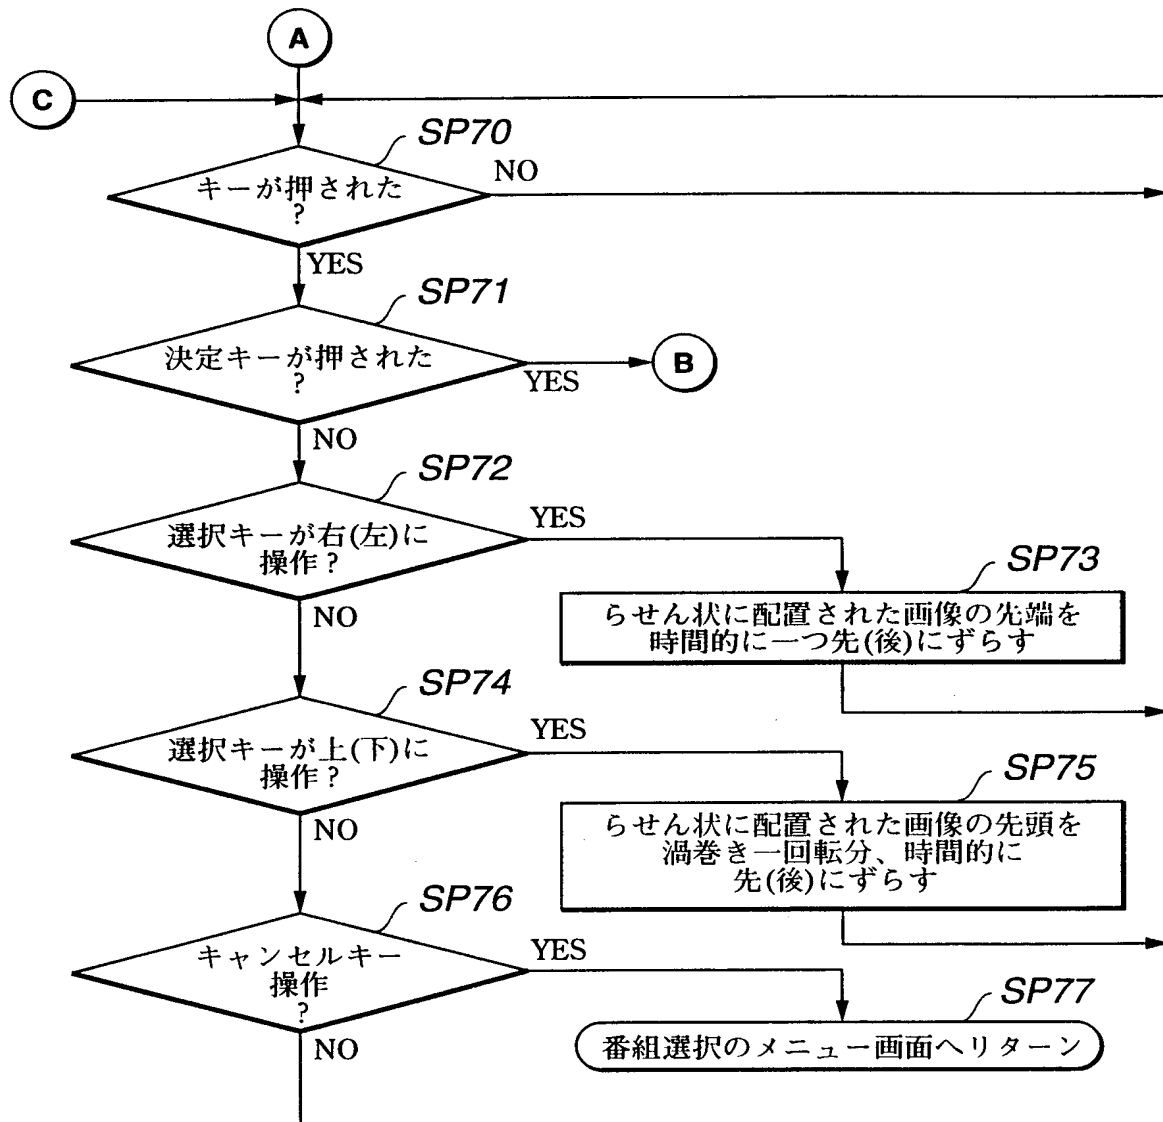 A
C
SP70
キーが押された
?
NO
YES
SP71
決定キーが押された
?
YES
B
NO
SP72
選択キーが右(左)に
操作?
YES
NO
SP73
らせん状に配置された画像の先端を
時間的に一つ先(後)にずらす
SP74
選択キーが上(下)に
操作?
YES
NO
SP75
らせん状に配置された画像の先頭を
渦巻き一回転分、時間的に
先(後)にずらす
SP76
キャンセルキー
操作
?
YES
NO
SP77
番組選択のメニュー画面へリターン